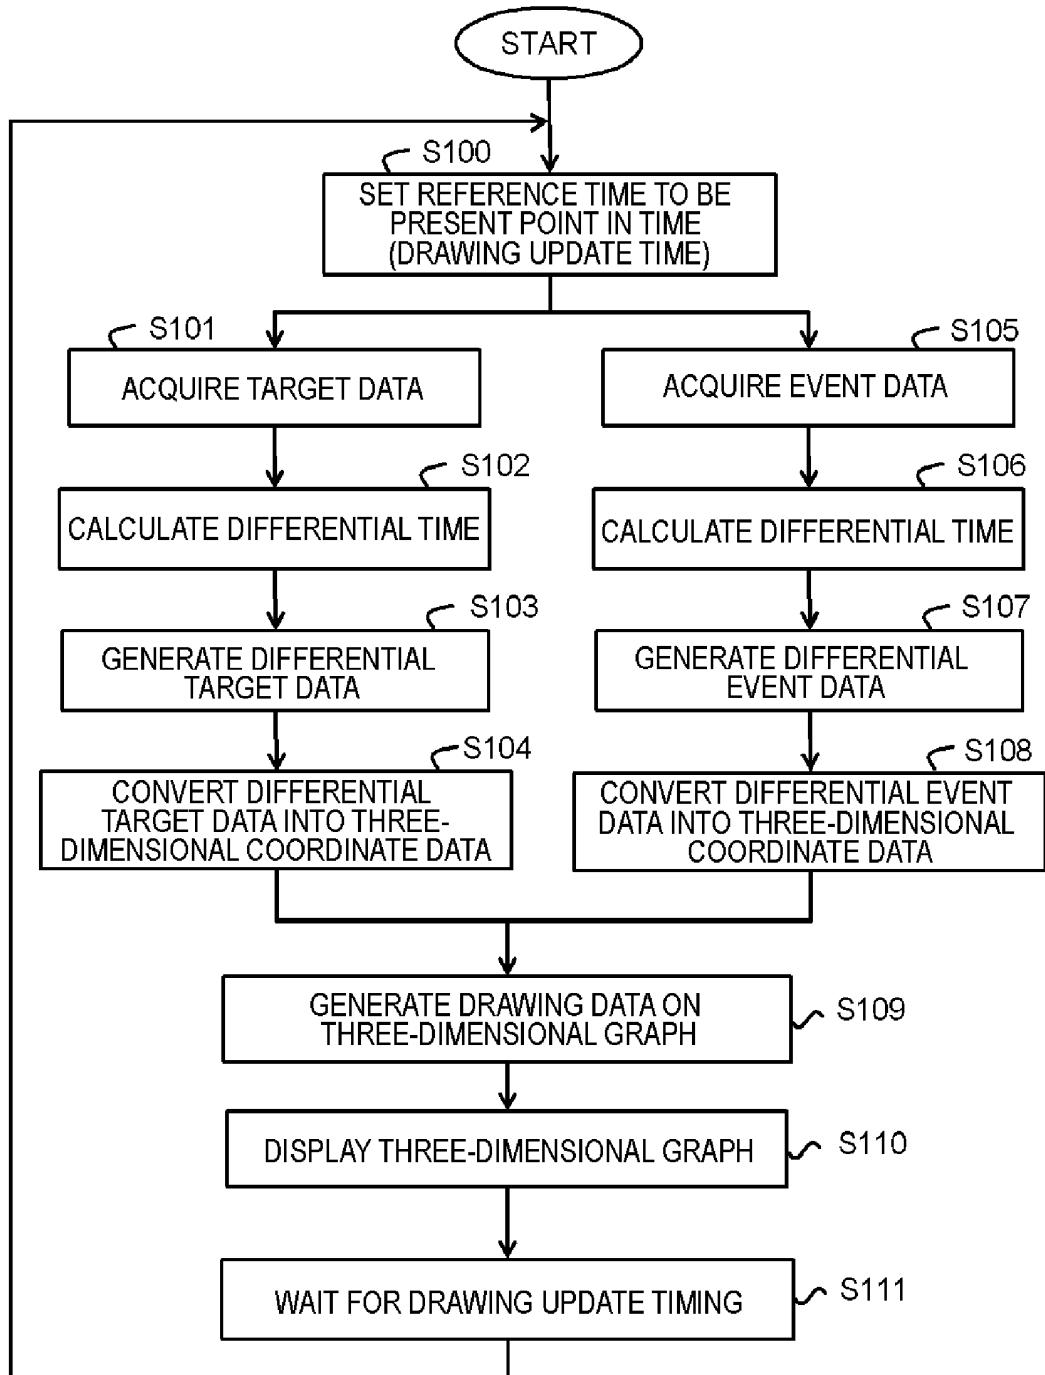 START
S100
SET REFERENCE TIME TO BE
PRESENT POINT IN TIME
(DRAWING UPDATE TIME)
S101
ACQUIRE TARGET DATA
S102
CALCULATE DIFFERENTIAL TIME
S103
GENERATE DIFFERENTIAL
TARGET DATA
S104
CONVERT DIFFERENTIAL
TARGET DATA INTO THREE-
DIMENSIONAL COORDINATE DATA
S105
ACQUIRE EVENT DATA
S106
CALCULATE DIFFERENTIAL TIME
S107
GENERATE DIFFERENTIAL
EVENT DATA
S108
CONVERT DIFFERENTIAL EVENT
DATA INTO THREE-DIMENSIONAL
COORDINATE DATA
GENERATE DRAWING DATA ON
THREE-DIMENSIONAL GRAPH
S109
DISPLAY THREE-DIMENSIONAL GRAPH
S110
WAIT FOR DRAWING UPDATE TIMING
S111